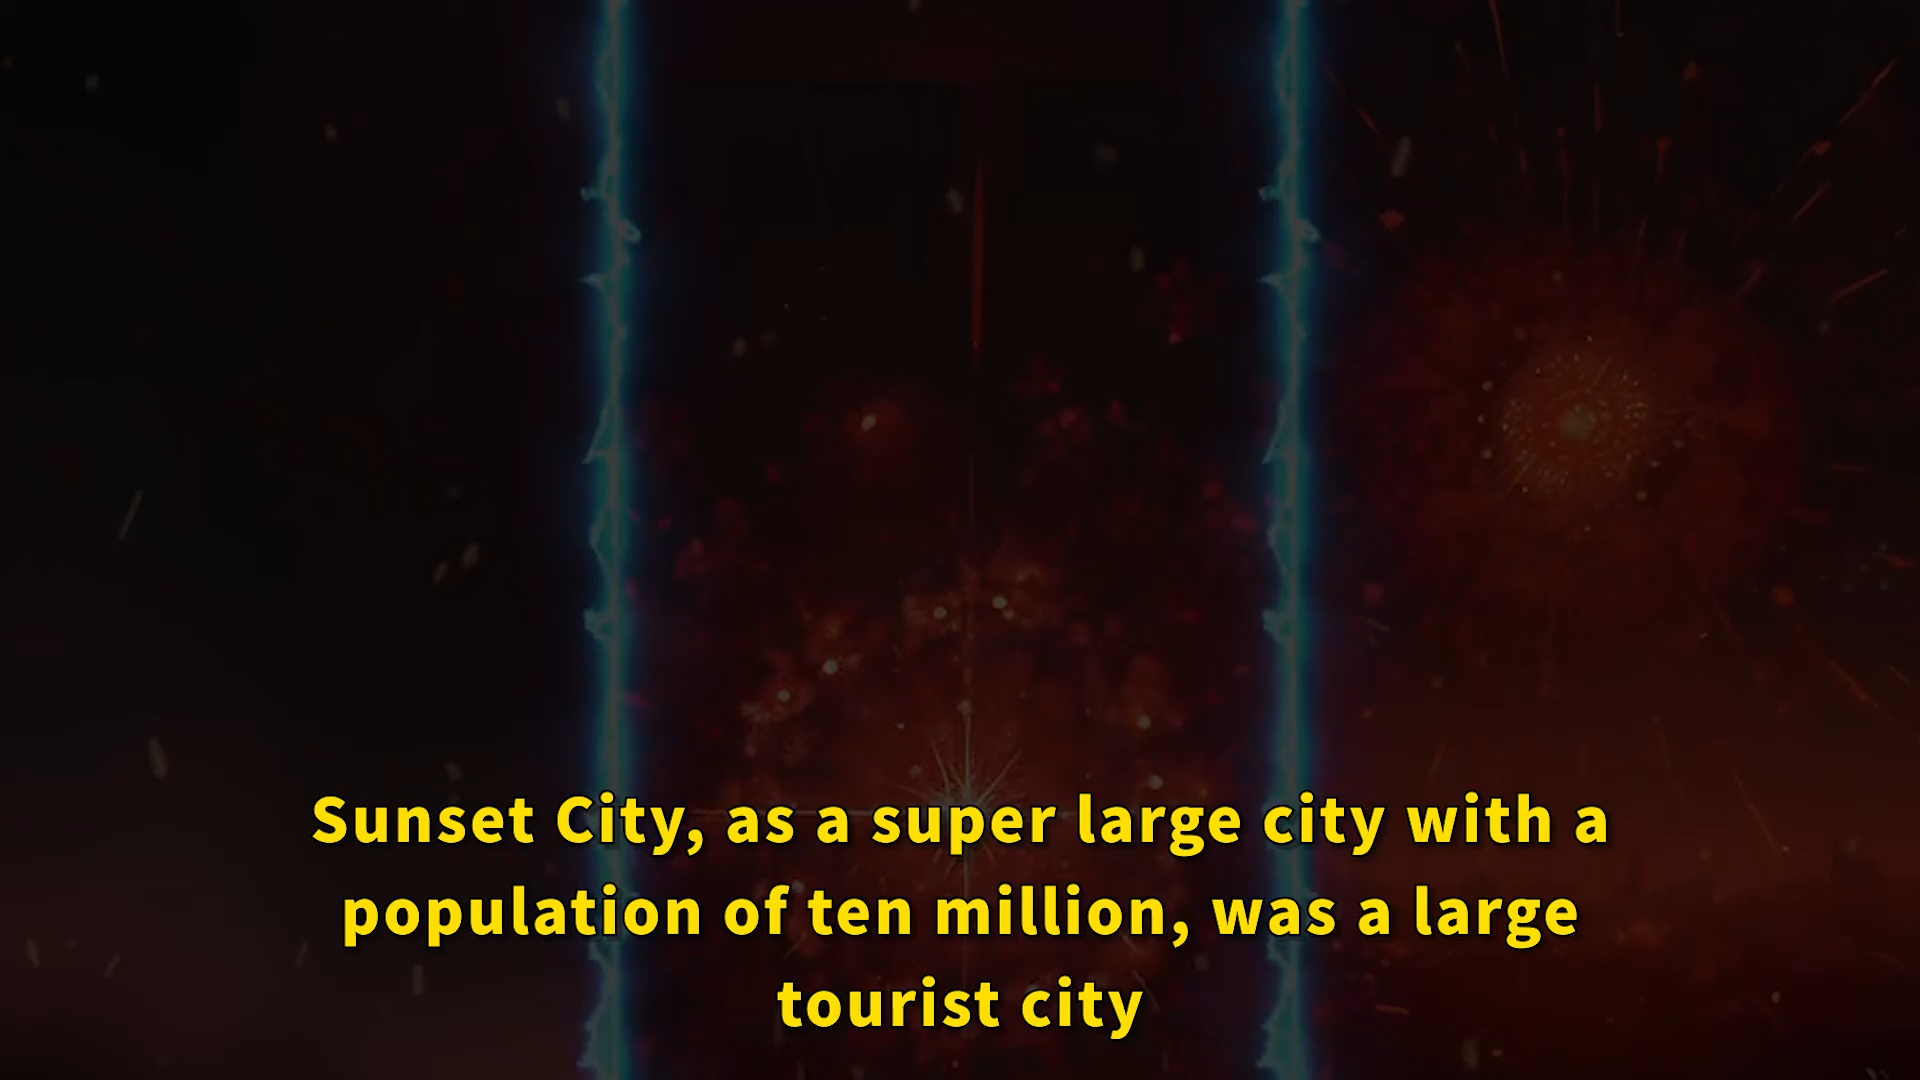 Sunset City, as a super large city with a
population of ten million, was a large
tourist city